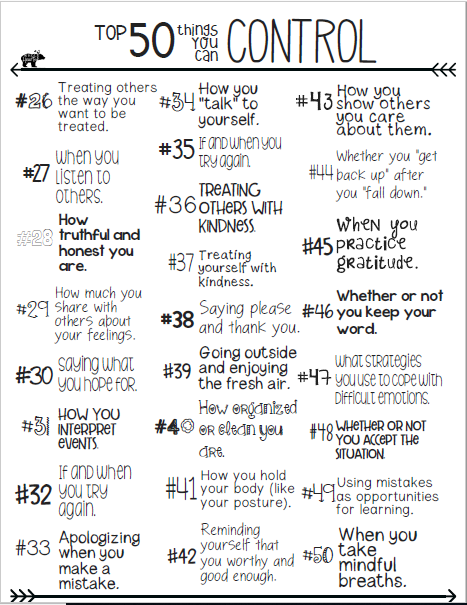 TOP 50 things you can CONTROL
#26 Treating others
the way you
want to be
treated.
#27 when you
listen to
others.
#28 How
truthful and
honest you
are.
#29 How much you
share with
others about
your feelings.
#30 saying what
you hope for.
#31 HOW YOU
INTERPRET
EVENTS.
#32 If and when
you try
again.
#33 Apologizing
when you
make a
mistake.
#34 How you
"talk" to
yourself.
#35 If and when you
try again.
#36 TREATING
OTHERS WITH
KINDNESS.
#37 Treating
yourself with
kindness.
#38 Saying please
and thank you.
#39 Going outside
and enjoying
the fresh air.
#40 How organized
or clean you
are.
#41 How you hold
your body (like
your posture).
#42 Reminding
yourself that
you worthy and
good enough.
#43 How you
show others
you care
about them.
#44 Whether you "get
back up" after
you "fall down."
#45 When you
practice
gratitude.
#46 Whether or not
you keep your
word.
#47 What strategies
you use to cope with
difficult emotions.
#48 WHETHER OR NOT
YOU ACCEPT THE
SITUATION.
#49 Using mistakes
as opportunities
for learning.
#50 When you
take
mindful
breaths.